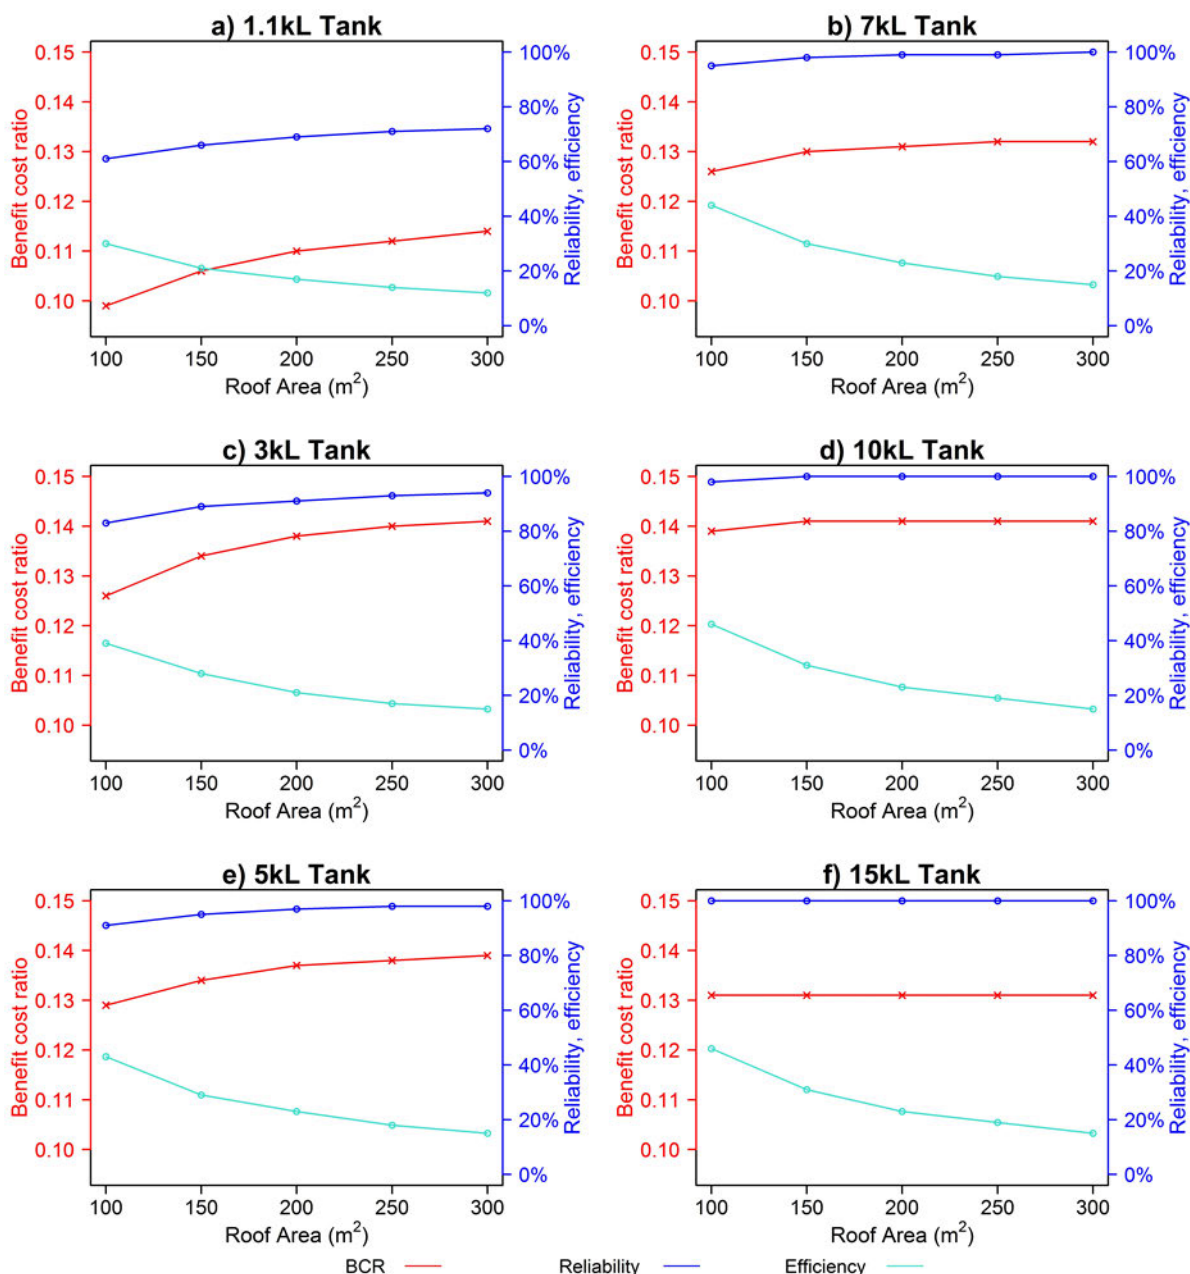 a) 1.1kL Tank
0.15
0.14
0.13
0.12
0.11
0.10
Benefit cost ratio
100%
80%
60%
40%
20%
0%
Reliability, efficiency
100 150 200 250 300
Roof Area (m²)
b) 7kL Tank
0.15
0.14
0.13
0.12
0.11
0.10
Benefit cost ratio
100%
80%
60%
40%
20%
0%
Reliability, efficiency
100 150 200 250 300
Roof Area (m²)
c) 3kL Tank
0.15
0.14
0.13
0.12
0.11
0.10
Benefit cost ratio
100%
80%
60%
40%
20%
0%
Reliability, efficiency
100 150 200 250 300
Roof Area (m²)
d) 10kL Tank
0.15
0.14
0.13
0.12
0.11
0.10
Benefit cost ratio
100%
80%
60%
40%
20%
0%
Reliability, efficiency
100 150 200 250 300
Roof Area (m²)
e) 5kL Tank
0.15
0.14
0.13
0.12
0.11
0.10
Benefit cost ratio
100%
80%
60%
40%
20%
0%
Reliability, efficiency
100 150 200 250 300
Roof Area (m²)
f) 15kL Tank
0.15
0.14
0.13
0.12
0.11
0.10
Benefit cost ratio
100%
80%
60%
40%
20%
0%
Reliability, efficiency
100 150 200 250 300
Roof Area (m²)
BCR Reliability Efficiency